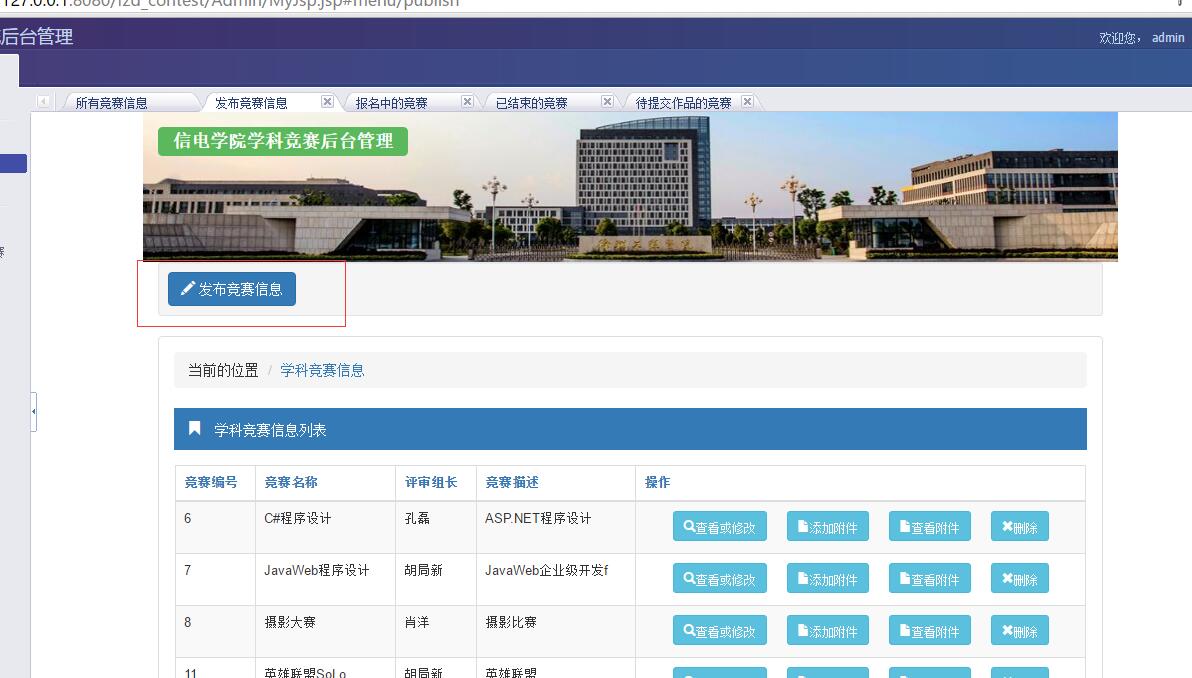 127.0.0.1:8080/fzd_contest/Admin/MyJsp.jsp#menu/publish
后台管理
欢迎您， admin
所有竞赛信息 发布竞赛信息 报名中的竞赛 已结束的竞赛 待提交作品的竞赛
信电学院学科竞赛后台管理
发布竞赛信息
赛
当前的位置 / 学科竞赛信息
学科竞赛信息列表
竞赛编号 竞赛名称 评审组长 竞赛描述 操作
6 C#程序设计 孔磊 ASP.NET程序设计 查看或修改 添加附件 查看附件 删除
7 JavaWeb程序设计 胡局新 JavaWeb企业级开发f 查看或修改 添加附件 查看附件 删除
8 摄影大赛 肖洋 摄影比赛 查看或修改 添加附件 查看附件 删除
11 英雄联盟SoLo 胡局新 英雄联盟